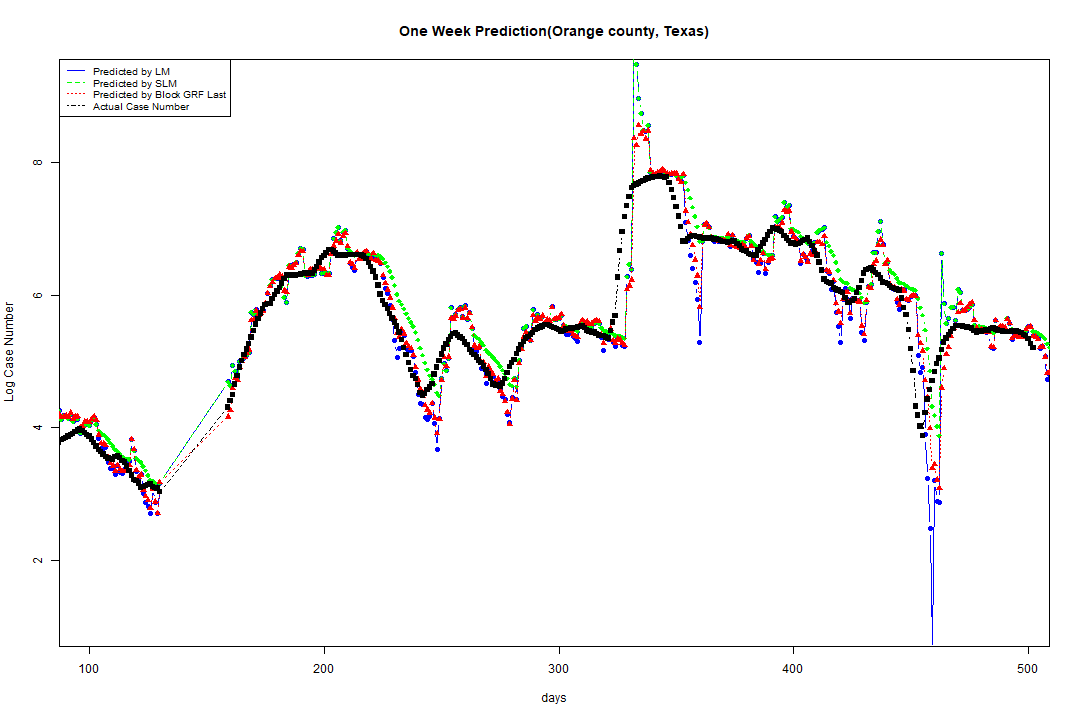 One Week Prediction(Orange county, Texas)
Predicted by LM
Predicted by SLM
Predicted by Block GRF Last
Actual Case Number
8
6
4
2
Log Case Number
100 200 300 400 500
days